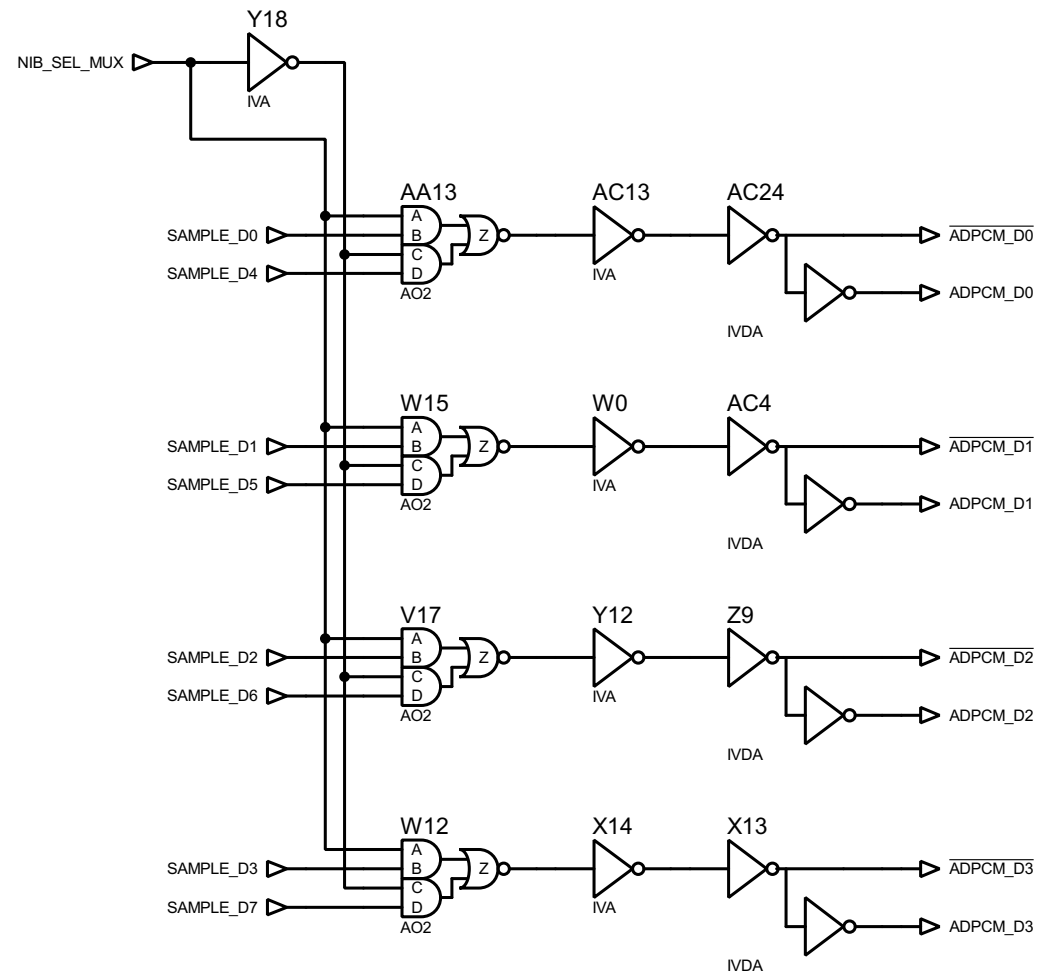 Y18
NIB_SEL_MUX
IVA
AA13 AC13 AC24
A
SAMPLE_D0 B Z ADPCM_D0
C
SAMPLE_D4 D IVA
AO2 ADPCM_D0
IVDA
W15 W0 AC4
A
SAMPLE_D1 B Z ADPCM_D1
C
SAMPLE_D5 D IVA
AO2 ADPCM_D1
IVDA
V17 Y12 Z9
A
SAMPLE_D2 B Z ADPCM_D2
C
SAMPLE_D6 D IVA
AO2 ADPCM_D2
IVDA
W12 X14 X13
A
SAMPLE_D3 B Z ADPCM_D3
C
SAMPLE_D7 D IVA
AO2 ADPCM_D3
IVDA